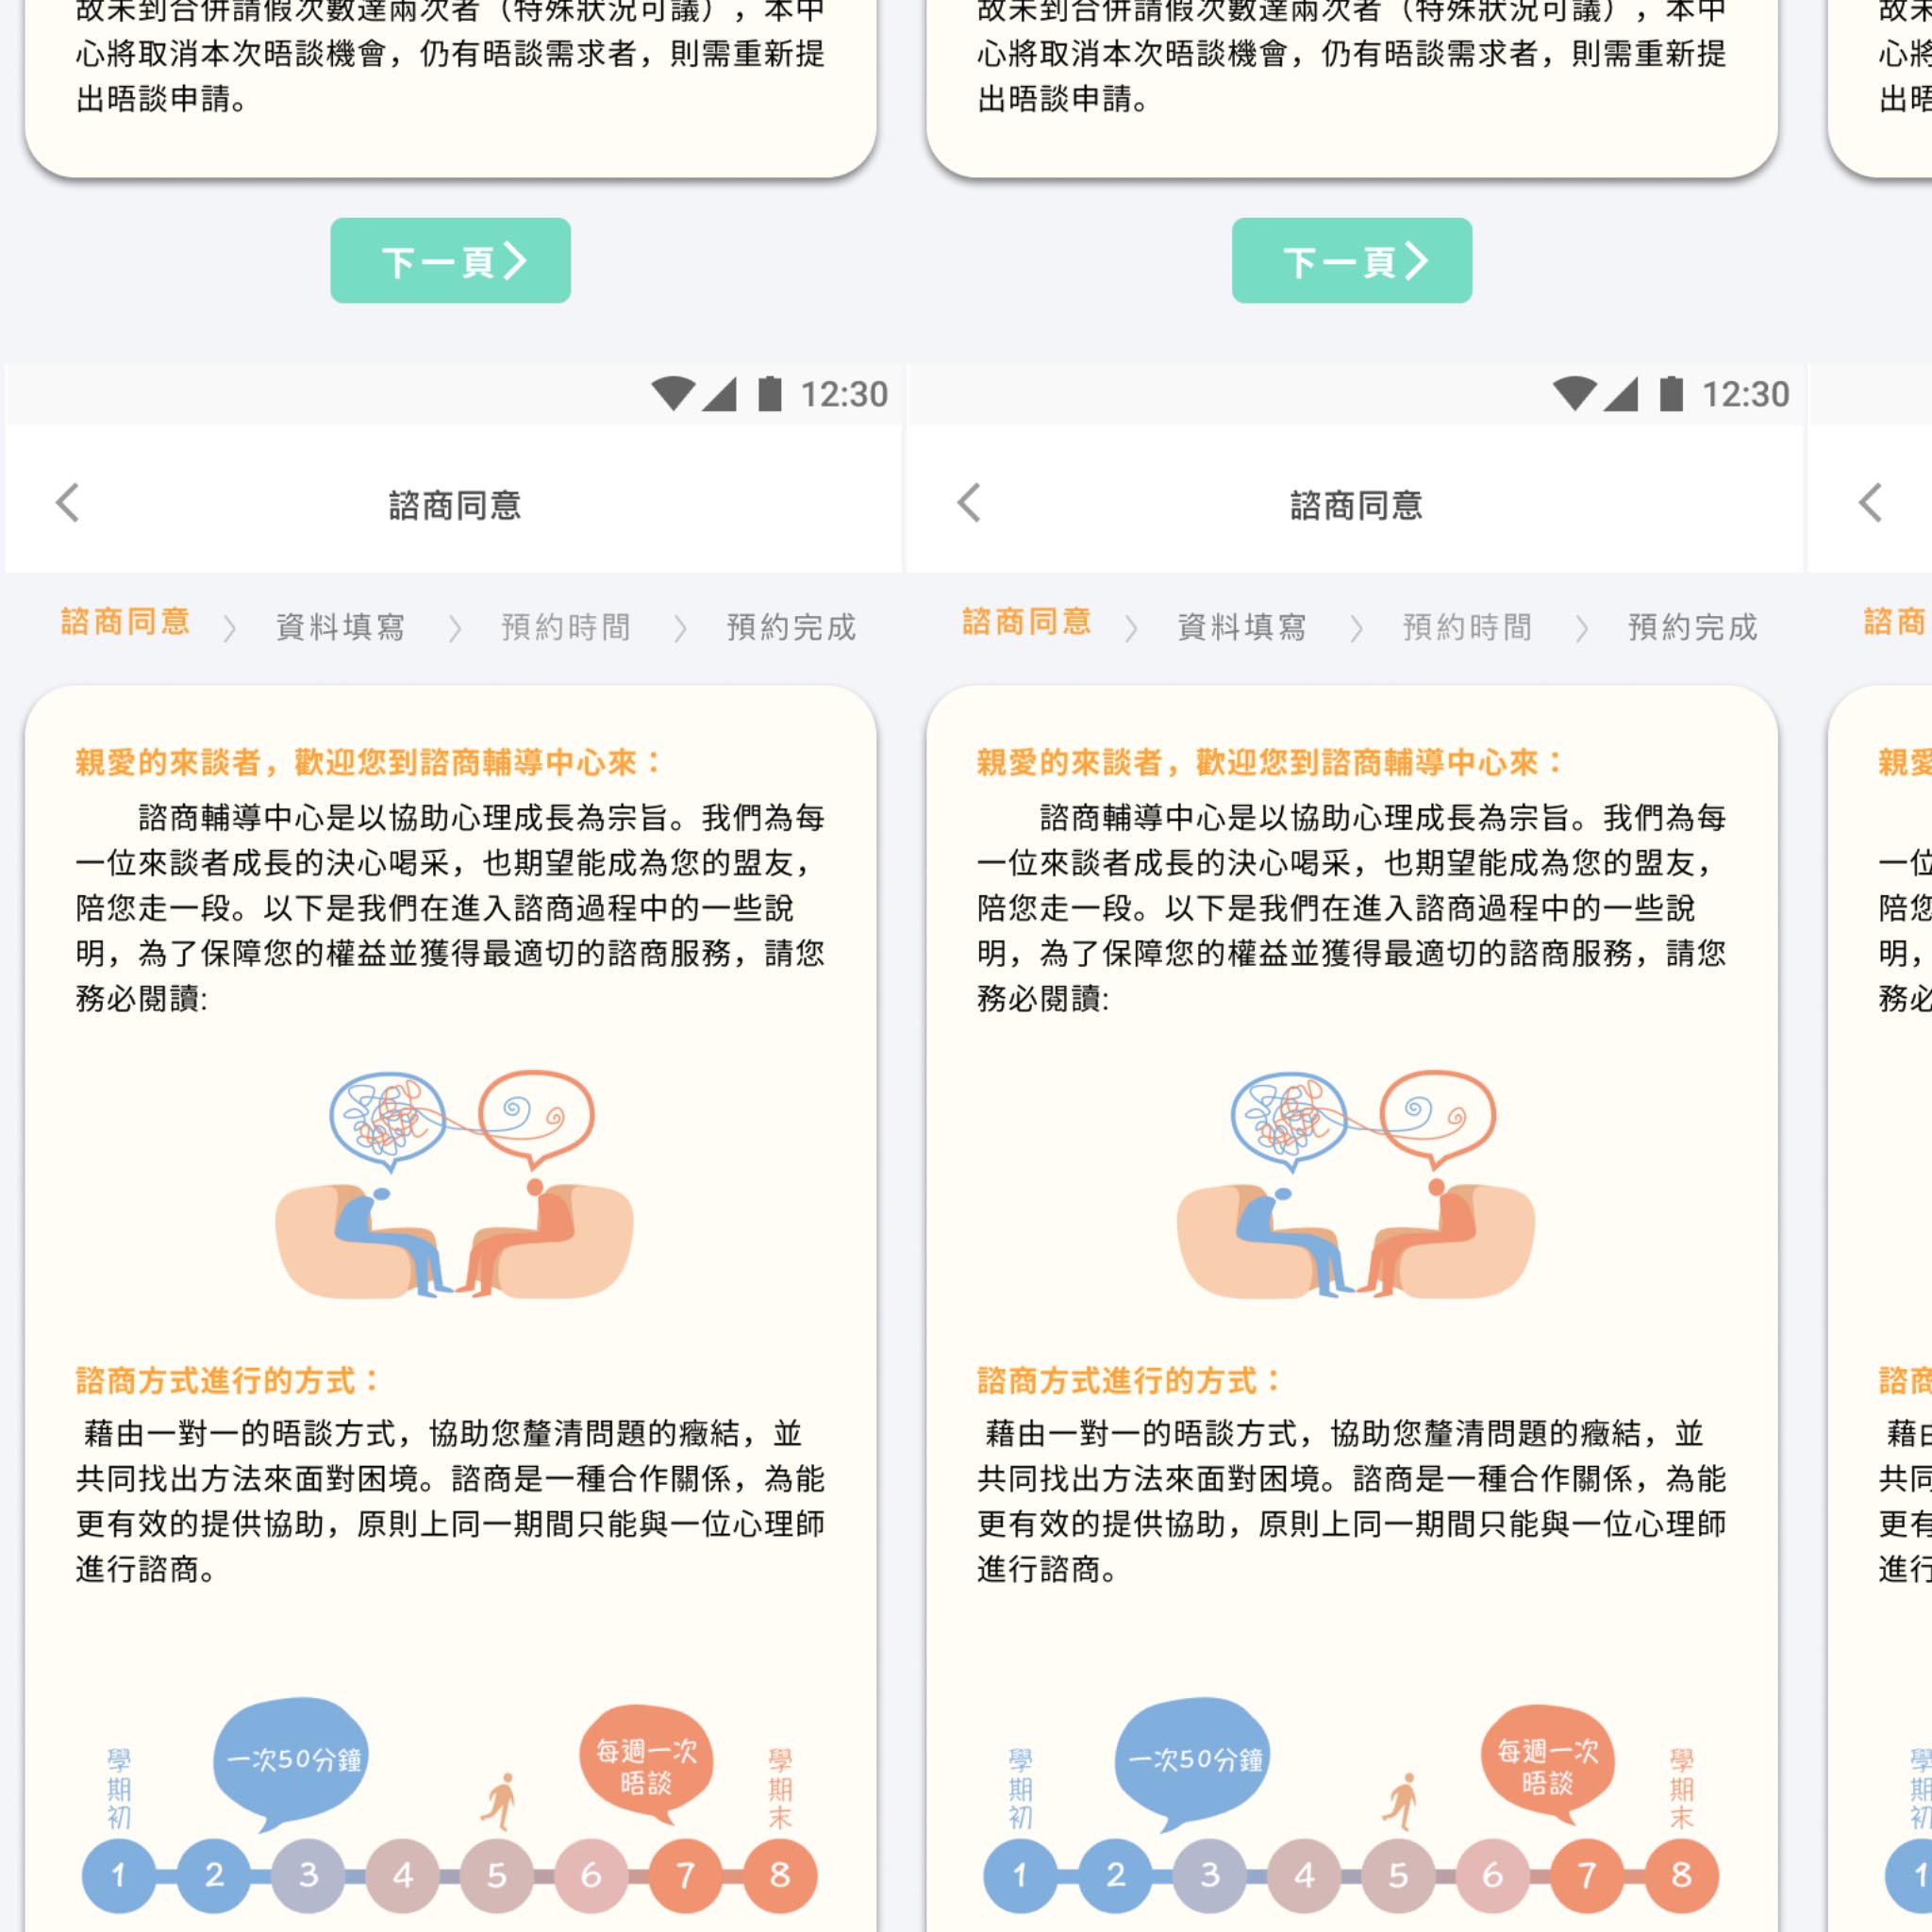 故未到合併請假次數達兩次者（特殊狀況可議），本中
心將取消本次晤談機會，仍有晤談需求者，則需重新提
出晤談申請。
下一頁
故未到合併請假次數達兩次者（特殊狀況可議），本中
心將取消本次晤談機會，仍有晤談需求者，則需重新提
出晤談申請。
下一頁
故未
心將
出晤
12:30
諮商同意
諮商同意 〉 資料填寫 〉 預約時間 〉 預約完成
親愛的來談者，歡迎您到諮商輔導中心來：
諮商輔導中心是以協助心理成長為宗旨。我們為每
一位來談者成長的決心喝采，也期望能成為您的盟友，
陪您走一段。以下是我們在進入諮商過程中的一些說
明，為了保障您的權益並獲得最適切的諮商服務，請您
務必閱讀:
諮商方式進行的方式：
藉由一對一的晤談方式，協助您釐清問題的癥結，並
共同找出方法來面對困境。諮商是一種合作關係，為能
更有效的提供協助，原則上同一期間只能與一位心理師
進行諮商。
學期初
一次50分鐘
每週一次
晤談
學期末
1 2 3 4 5 6 7 8
12:30
諮商同意
諮商同意 〉 資料填寫 〉 預約時間 〉 預約完成
親愛的來談者，歡迎您到諮商輔導中心來：
諮商輔導中心是以協助心理成長為宗旨。我們為每
一位來談者成長的決心喝采，也期望能成為您的盟友，
陪您走一段。以下是我們在進入諮商過程中的一些說
明，為了保障您的權益並獲得最適切的諮商服務，請您
務必閱讀:
諮商方式進行的方式：
藉由一對一的晤談方式，協助您釐清問題的癥結，並
共同找出方法來面對困境。諮商是一種合作關係，為能
更有效的提供協助，原則上同一期間只能與一位心理師
進行諮商。
學期初
一次50分鐘
每週一次
晤談
學期末
1 2 3 4 5 6 7 8
諮商
親愛
一位
陪您
明，
務必
諮商
藉由
共同
更有
進行
學期初
1